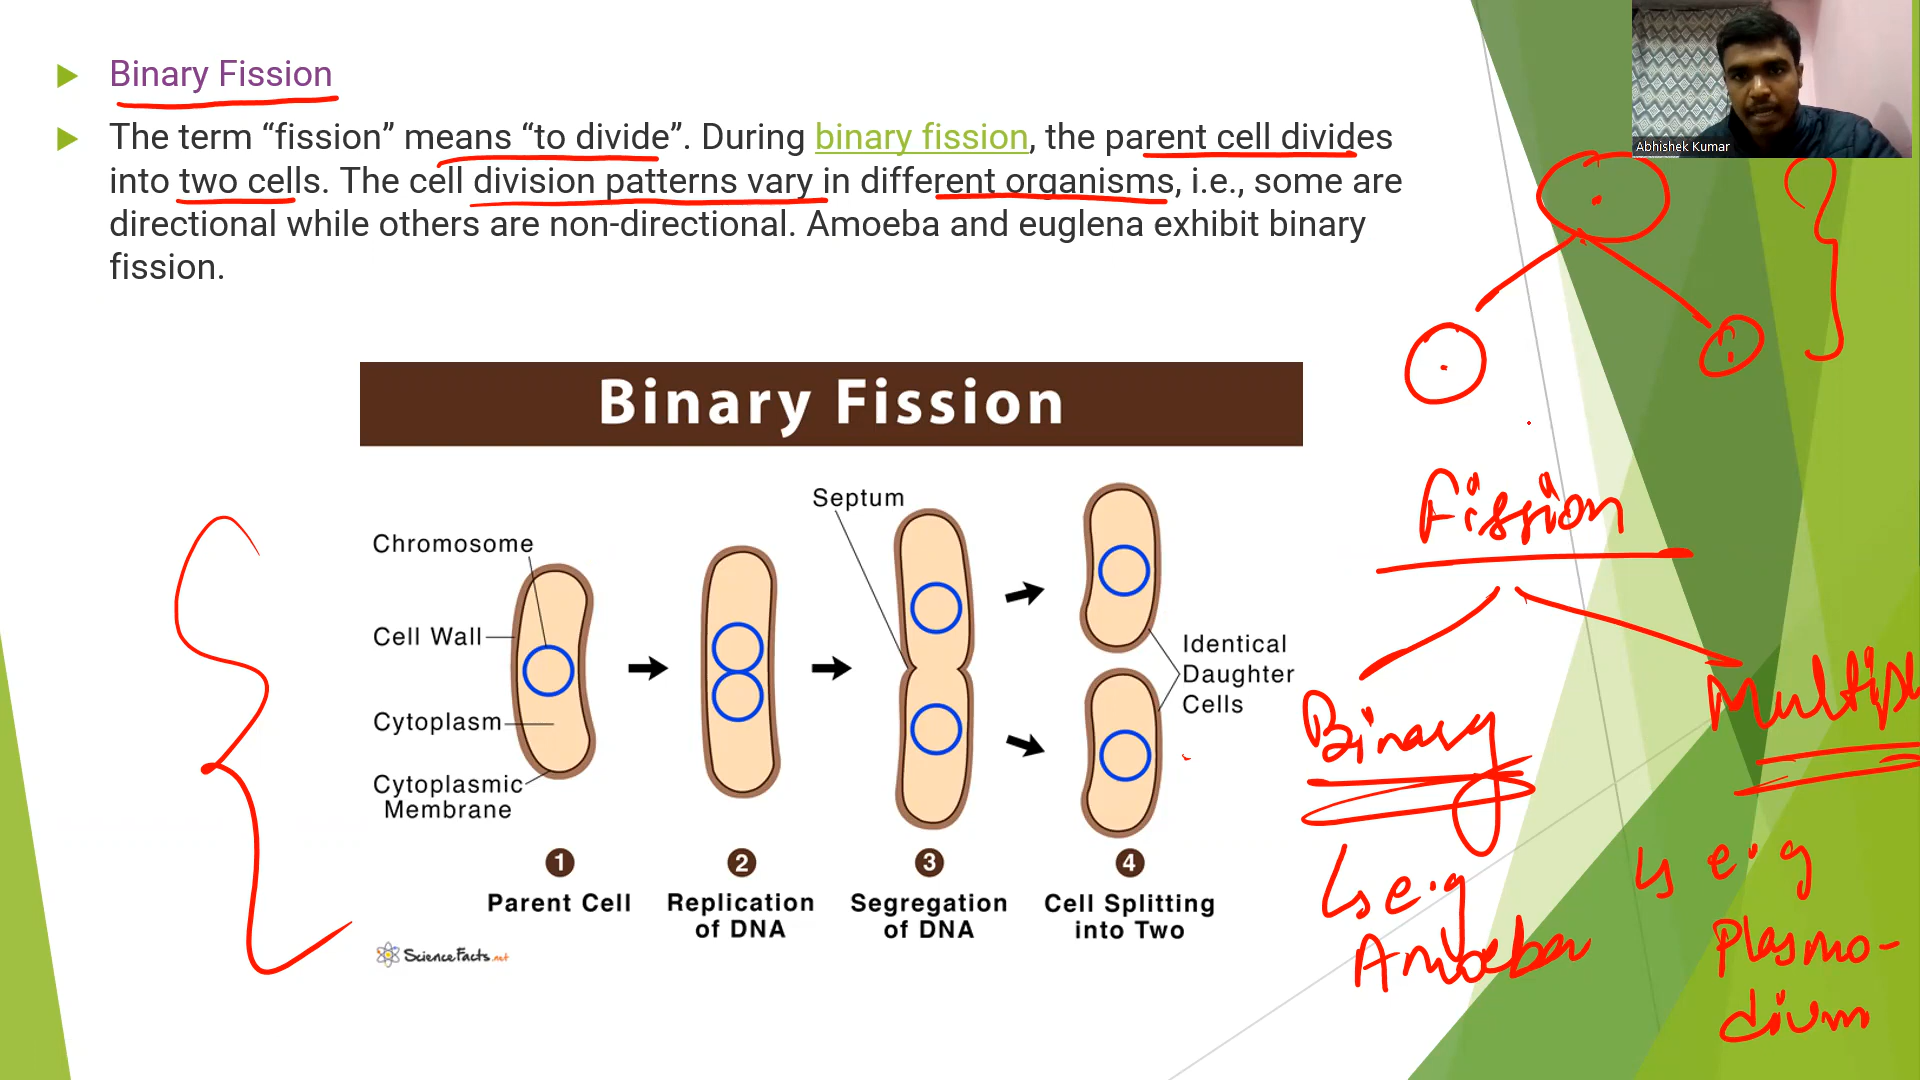 Binary Fission
The term “fission” means “to divide”. During binary fission, the parent cell divides
into two cells. The cell division patterns vary in different organisms, i.e., some are
directional while others are non-directional. Amoeba and euglena exhibit binary
fission.
Abhishek Kumar
Binary Fission
Septum
Chromosome
Cell Wall
Cytoplasm
Cytoplasmic
Membrane
Identical
Daughter
Cells
1
Parent Cell
2
Replication
of DNA
3
Segregation
of DNA
4
Cell Splitting
into Two
ScienceFacts.net
Fission
Binary
e.g
Amoeba
Multipl
e.g
Plasmo-
dium